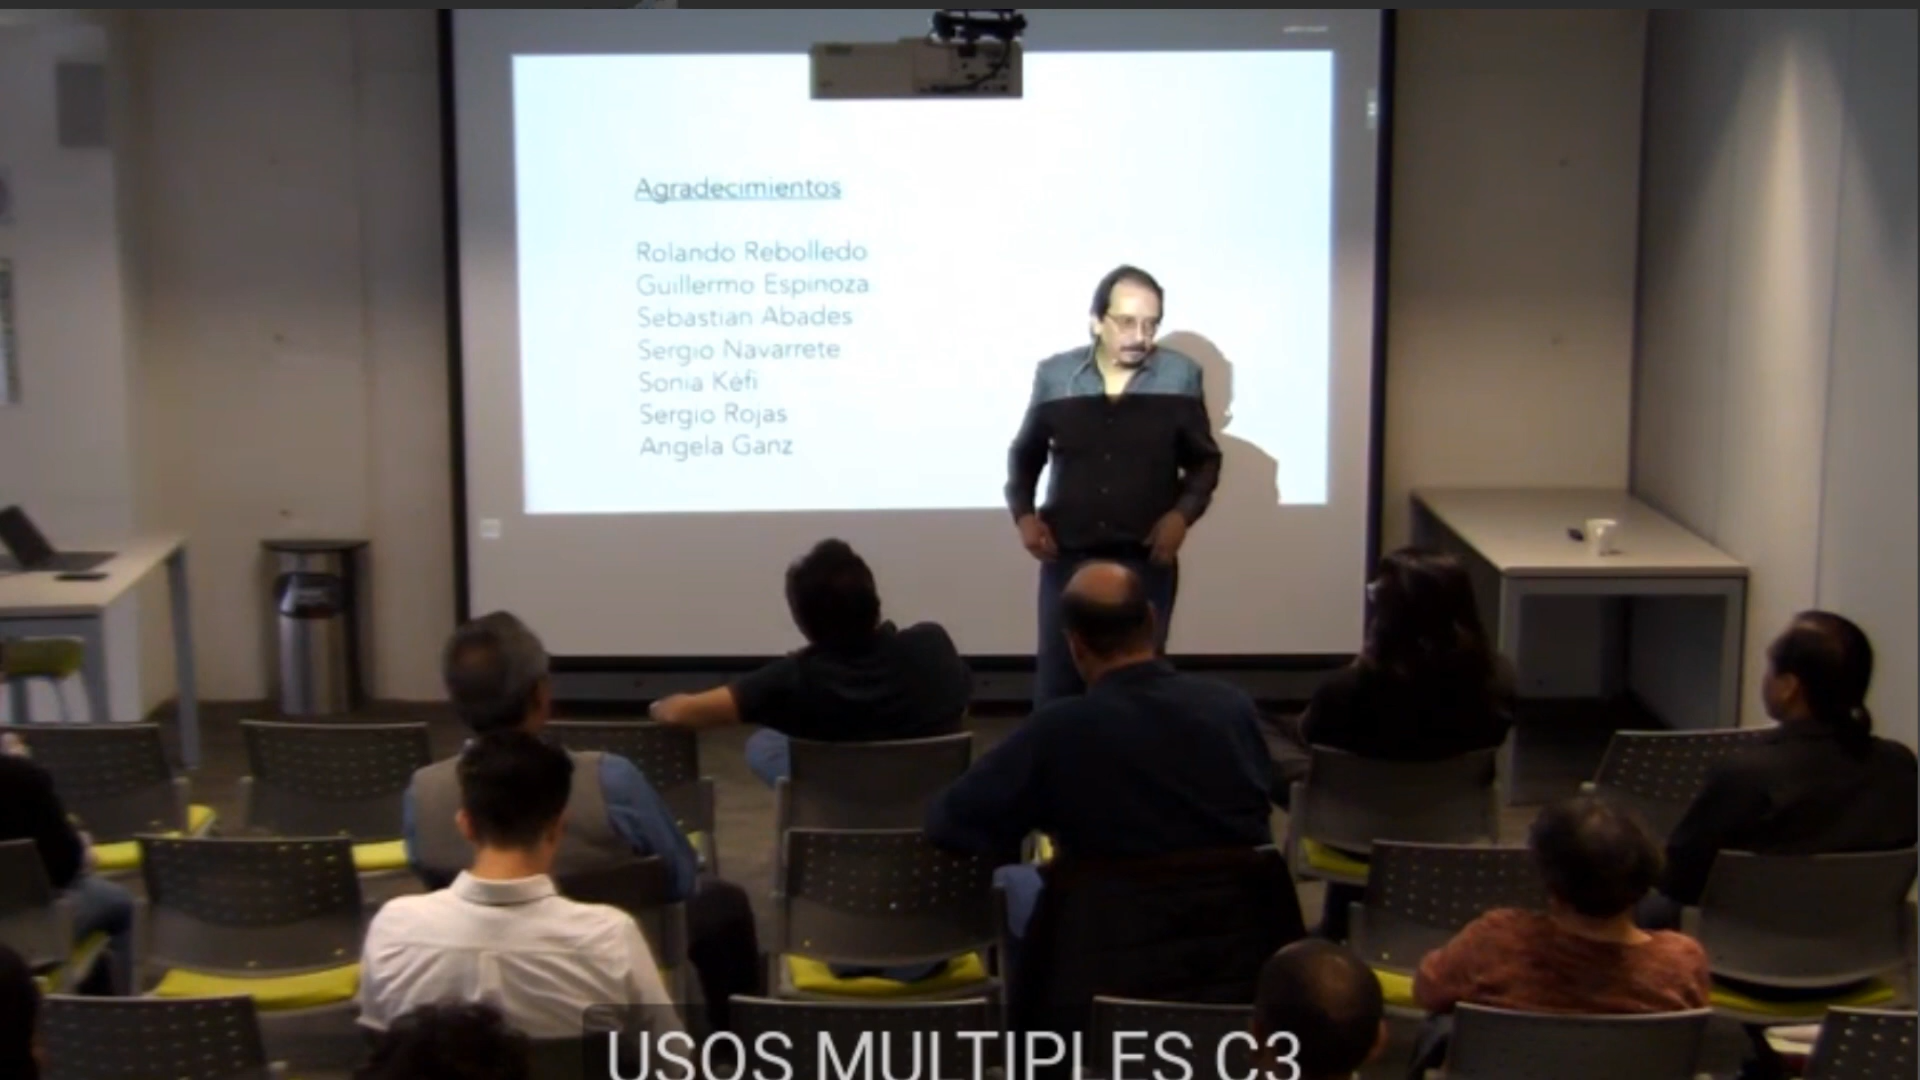 Agradecimientos
Rolando Rebolledo
Guillermo Espinoza
Sebastian Abades
Sergio Navarrete
Sonia Kéfi
Sergio Rojas
Angela Ganz
USOS MULTIPLES C3